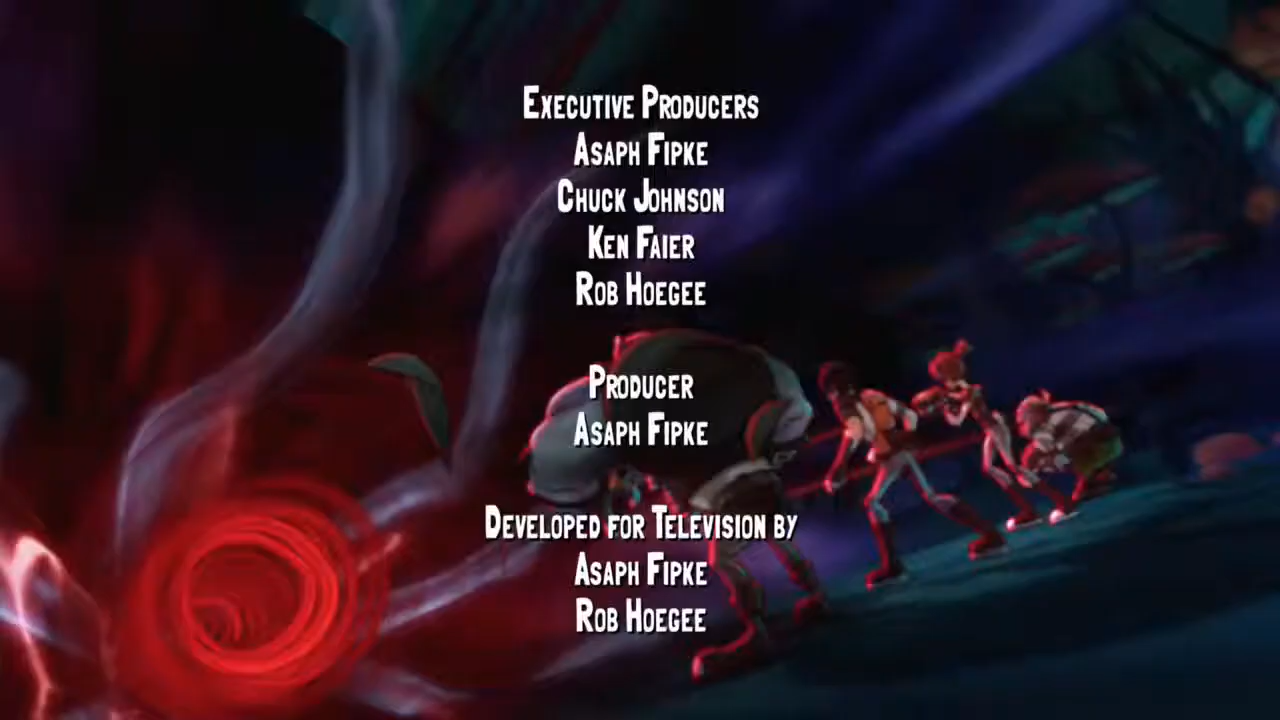 Executive Producers
Asaph Fipke
Chuck Johnson
Ken Faier
Rob Hoegee
Producer
Asaph Fipke
Developed for Television by
Asaph Fipke
Rob Hoegee